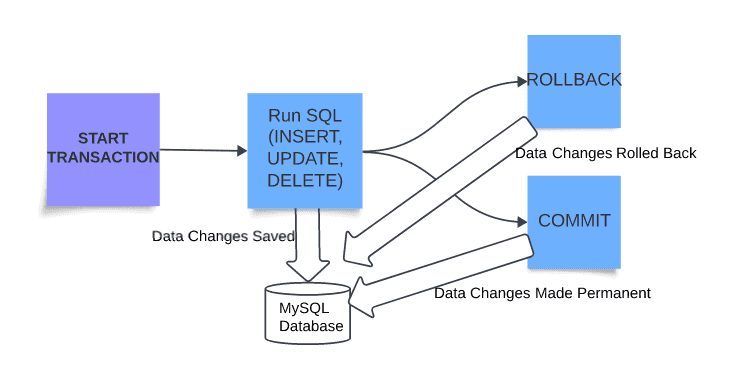 START
TRANSACTION
Run SQL
(INSERT,
UPDATE,
DELETE)
ROLLBACK
Data Changes Rolled Back
COMMIT
Data Changes Saved
Data Changes Made Permanent
MySQL
Database